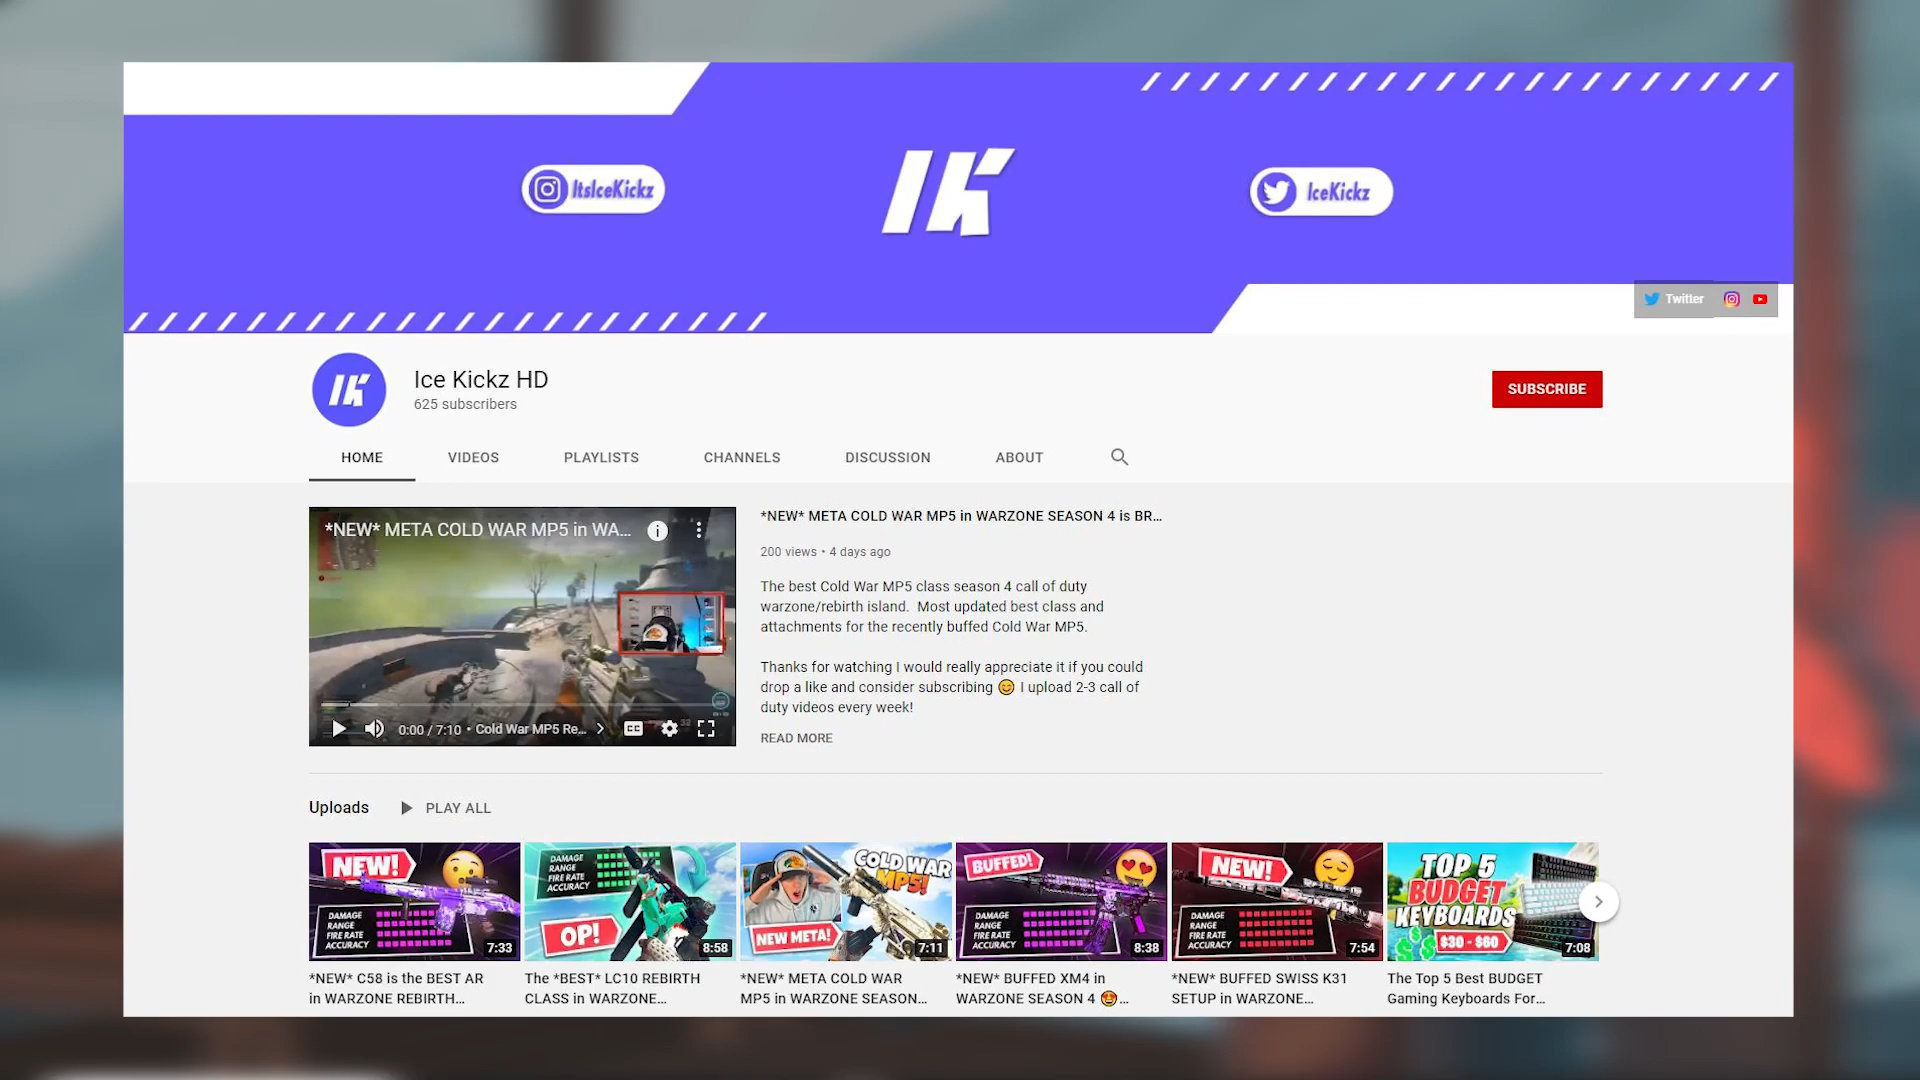 ItsIceKickz
IK
IceKickz
Twitter
IK
Ice Kickz HD
625 subscribers
SUBSCRIBE
HOME
VIDEOS
PLAYLISTS
CHANNELS
DISCUSSION
ABOUT
*NEW* META COLD WAR MP5 in WA...
0:00 / 7:10 • Cold War MP5 Re...
CC
*NEW* META COLD WAR MP5 in WARZONE SEASON 4 is BR...
200 views • 4 days ago
The best Cold War MP5 class season 4 call of duty
warzone/rebirth island. Most updated best class and
attachments for the recently buffed Cold War MP5.
Thanks for watching I would really appreciate it if you could
drop a like and consider subscribing 😊 I upload 2-3 call of
duty videos every week!
READ MORE
Uploads
PLAY ALL
NEW!
DAMAGE
RANGE
FIRE RATE
ACCURACY
7:33
*NEW* C58 is the BEST AR
in WARZONE REBIRTH...
DAMAGE
RANGE
FIRE RATE
ACCURACY
OP!
8:58
The *BEST* LC10 REBIRTH
CLASS in WARZONE...
COLD WAR
MP5!
NEW META!
7:11
*NEW* META COLD WAR
MP5 in WARZONE SEASON...
BUFFED!
DAMAGE
RANGE
FIRE RATE
ACCURACY
8:38
*NEW* BUFFED XM4 in
WARZONE SEASON 4 😍...
NEW!
DAMAGE
RANGE
FIRE RATE
ACCURACY
7:54
*NEW* BUFFED SWISS K31
SETUP in WARZONE...
TOP 5
BUDGET
KEYBOARDS
$30 - $60
7:08
The Top 5 Best BUDGET
Gaming Keyboards For...